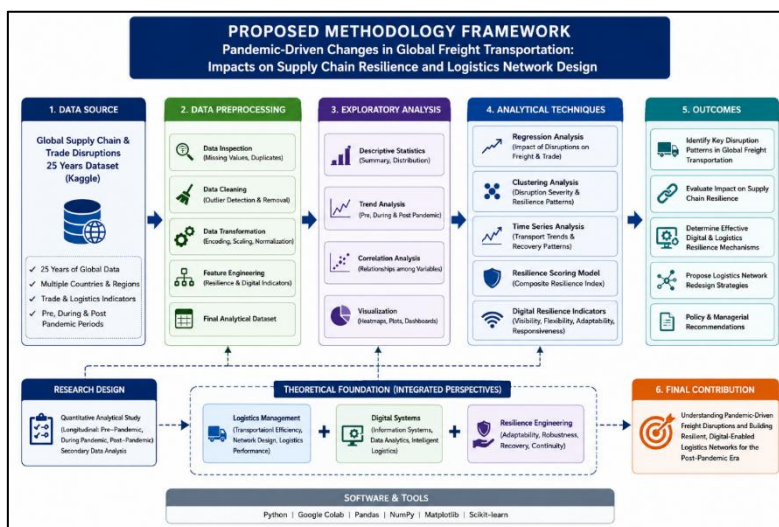 PROPOSED METHODOLOGY FRAMEWORK
Pandemic-Driven Changes in Global Freight Transportation:
Impacts on Supply Chain Resilience and Logistics Network Design
1. DATA SOURCE
Global Supply Chain &
Trade Disruptions
25 Years Dataset
(Kaggle)
✓ 25 Years of Global Data
✓ Multiple Countries & Regions
✓ Trade & Logistics Indicators
✓ Pre, During & Post
Pandemic Periods
2. DATA PREPROCESSING
Data Inspection
(Missing Values, Duplicates)
Data Cleaning
(Outlier Detection & Removal)
Data Transformation
(Encoding, Scaling, Normalization)
Feature Engineering
(Resilience & Digital Indicators)
Final Analytical Dataset
3. EXPLORATORY ANALYSIS
Descriptive Statistics
(Summary, Distribution)
Trend Analysis
(Pre, During & Post Pandemic)
Correlation Analysis
(Relationships among Variables)
Visualization
(Heatmaps, Plots, Dashboards)
4. ANALYTICAL TECHNIQUES
Regression Analysis
(Impact of Disruptions on
Freight & Trade)
Clustering Analysis
(Disruption Severity &
Resilience Patterns)
Time Series Analysis
(Transport Trends &
Recovery Patterns)
Resilience Scoring Model
(Composite Resilience Index)
Digital Resilience Indicators
(Visibility, Flexibility, Adaptability,
Responsiveness)
5. OUTCOMES
Identify Key Disruption
Patterns in Global Freight
Transportation
Evaluate Impact on Supply
Chain Resilience
Determine Effective
Digital & Logistics
Resilience Mechanisms
Propose Logistics Network
Redesign Strategies
Policy & Managerial
Recommendations
RESEARCH DESIGN
Quantitative Analytical Study
(Longitudinal: Pre–Pandemic,
During Pandemic, Post–Pandemic)
Secondary Data Analysis
THEORETICAL FOUNDATION (INTEGRATED PERSPECTIVES)
Logistics Management
(Transportaionl Efficiency,
Network Design, Logistics
Performance)
+
Digital Systems
(Information Systems,
Data Analytics, Intelligent
Logistics)
+
Resilience Engineering
(Adaptability, Robustness,
Recovery, Continuity)
6. FINAL CONTRIBUTION
Understanding Pandemic-Driven
Freight Disruptions and Building
Resilient, Digital-Enabled
Logistics Networks for the
Post-Pandemic Era
SOFTWARE & TOOLS
Python | Google Colab | Pandas | NumPy | Matplotlib | Scikit-learn